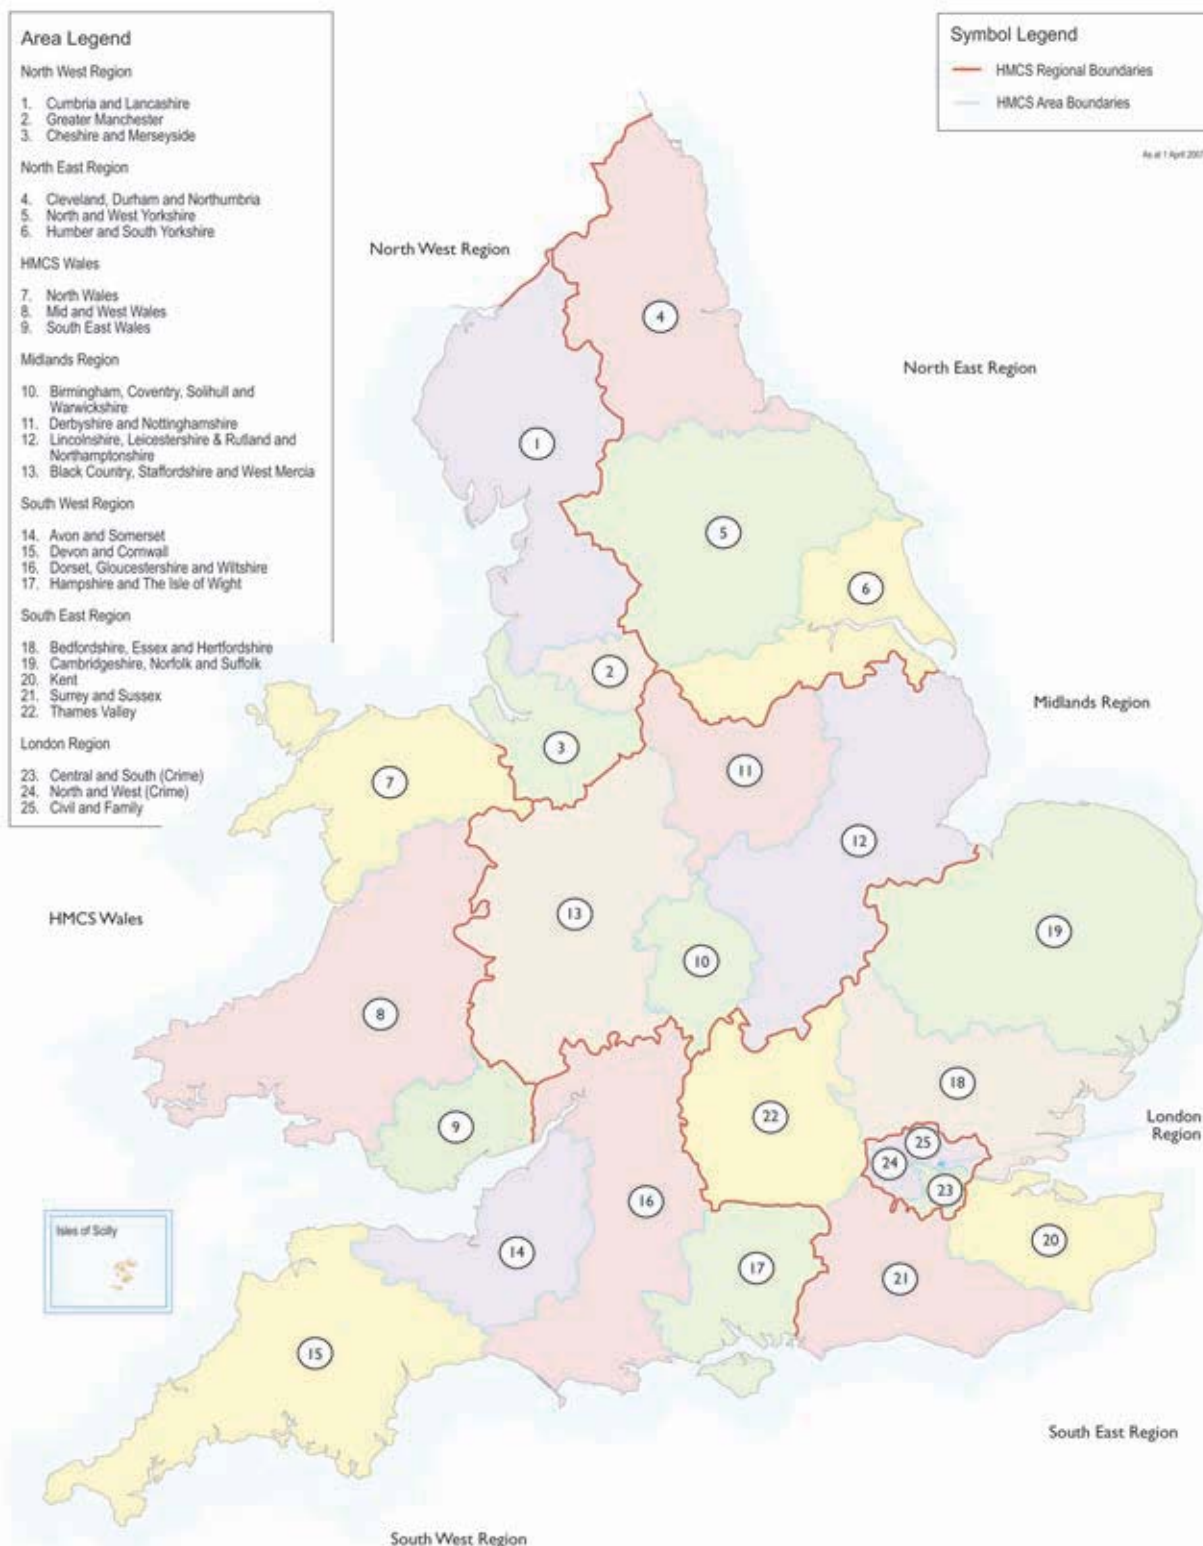 Area Legend
North West Region
1. Cumbria and Lancashire
2. Greater Manchester
3. Cheshire and Merseyside
North East Region
4. Cleveland, Durham and Northumbria
5. North and West Yorkshire
6. Humber and South Yorkshire
HMCS Wales
7. North Wales
8. Mid and West Wales
9. South East Wales
Midlands Region
10. Birmingham, Coventry, Solihull and
Warwickshire
11. Derbyshire and Nottinghamshire
12. Lincolnshire, Leicestershire & Rutland and
Northamptonshire
13. Black Country, Staffordshire and West Mercia
South West Region
14. Avon and Somerset
15. Devon and Cornwall
16. Dorset, Gloucestershire and Wiltshire
17. Hampshire and The Isle of Wight
South East Region
18. Bedfordshire, Essex and Hertfordshire
19. Cambridgeshire, Norfolk and Suffolk
20. Kent
21. Surrey and Sussex
22. Thames Valley
London Region
23. Central and South (Crime)
24. North and West (Crime)
25. Civil and Family
Symbol Legend
HMCS Regional Boundaries
HMCS Area Boundaries
As at 1 April 2007
North West Region
4
North East Region
1
5
6
2
Midlands Region
3
11
7
12
HMCS Wales
13
19
10
8
18
22
London
Region
9
25
24
23
16
Isles of Scilly
20
14
17
21
15
South East Region
South West Region